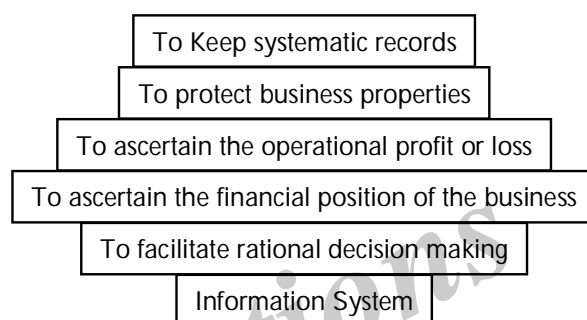 To Keep systematic records
To protect business properties
To ascertain the operational profit or loss
To ascertain the financial position of the business
To facilitate rational decision making
Information System